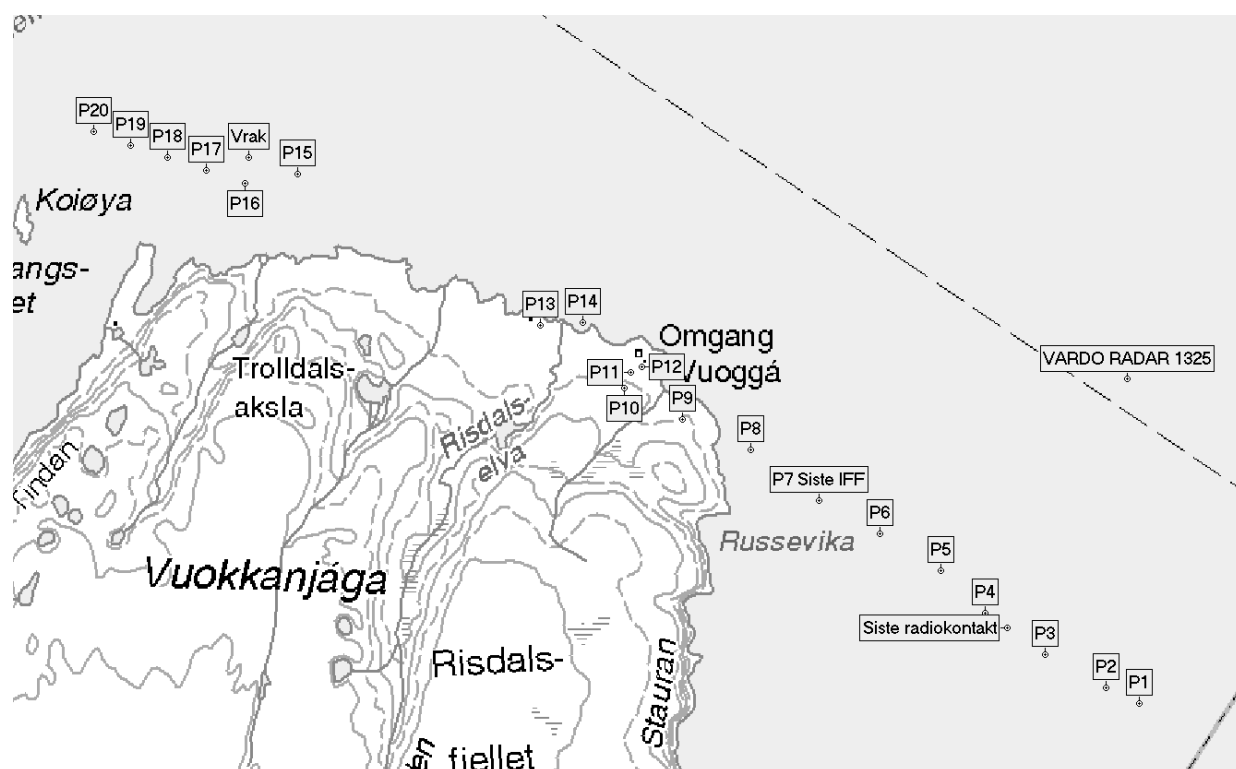 P20
P19
P18
P17
Vrak
P15
P16
Koiøya
angs-
et
P13
P14
Omgang
Vuoggá
VARDO RADAR 1325
P11
P12
P10
P9
Trolldals-
aksla
Risdals-
elva
P8
P7 Siste IFF
P6
Russevika
P5
Vuokkanjága
P4
Siste radiokontakt
P3
Risdals-
fjellet
Stauran
P2
P1